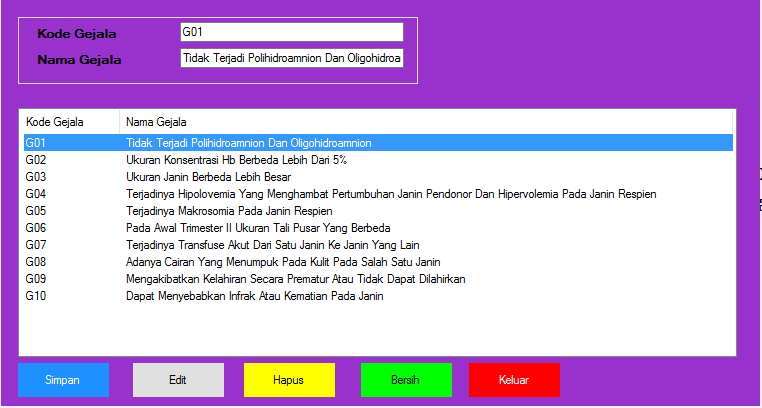 Kode Gejala G01
Nama Gejala Tidak Terjadi Polihidroamnion Dan Oligohidroa
Kode Gejala Nama Gejala
G01 Tidak Terjadi Polihidroamnion Dan Oligohidroamnion
G02 Ukuran Konsentrasi Hb Berbeda Lebih Dari 5%
G03 Ukuran Janin Berbeda Lebih Besar
G04 Terjadinya Hipolovemia Yang Menghambat Pertumbuhan Janin Pendonor Dan Hipervolemia Pada Janin Respien
G05 Terjadinya Makrosomia Pada Janin Respien
G06 Pada Awal Trimester II Ukuran Tali Pusar Yang Berbeda
G07 Terjadinya Transfuse Akut Dari Satu Janin Ke Janin Yang Lain
G08 Adanya Cairan Yang Menumpuk Pada Kulit Pada Salah Satu Janin
G09 Mengakibatkan Kelahiran Secara Prematur Atau Tidak Dapat Dilahirkan
G10 Dapat Menyebabkan Infrak Atau Kematian Pada Janin
Simpan Edit Hapus Bersih Keluar